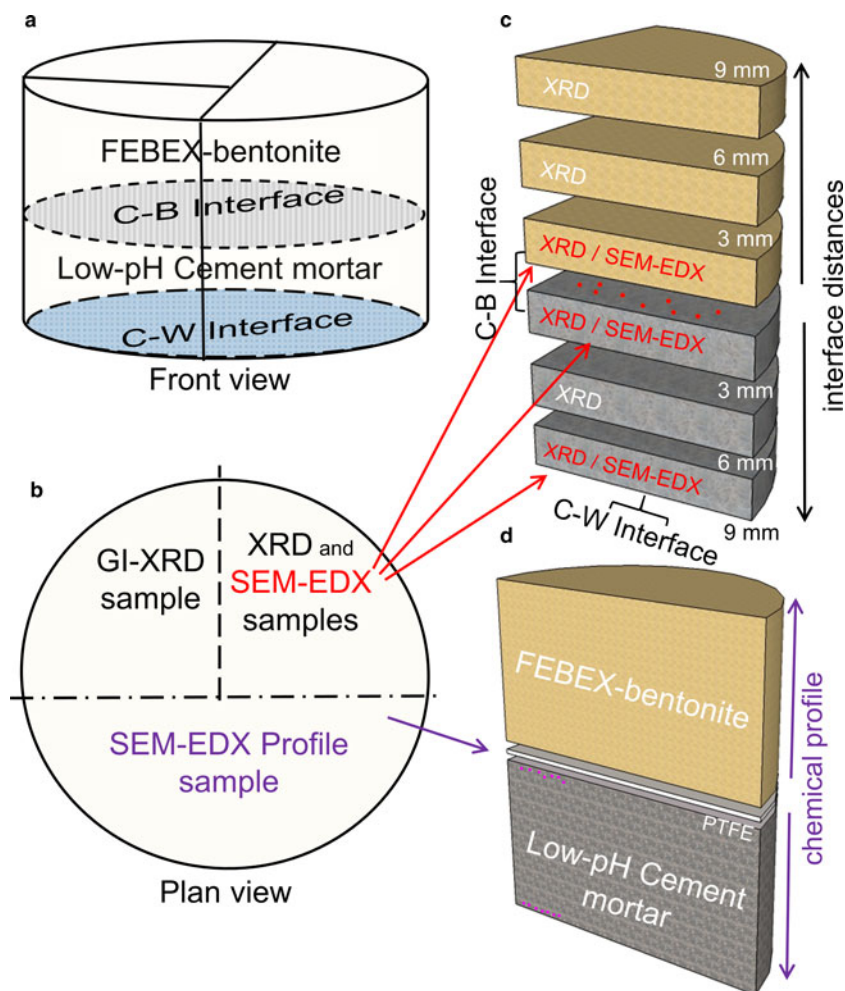 a
FEBEX-bentonite
C-B Interface
Low-pH Cement mortar
C-W Interface
Front view
b
GI-XRD
sample
XRD and
SEM-EDX
samples
SEM-EDX Profile
sample
Plan view
c
9 mm
XRD
6 mm
XRD
3 mm
XRD / SEM-EDX
C-B Interface
XRD / SEM-EDX
3 mm
XRD
6 mm
XRD / SEM-EDX
C-W Interface
9 mm
interface distances
d
FEBEX-bentonite
PTFE
Low-pH Cement
mortar
chemical profile